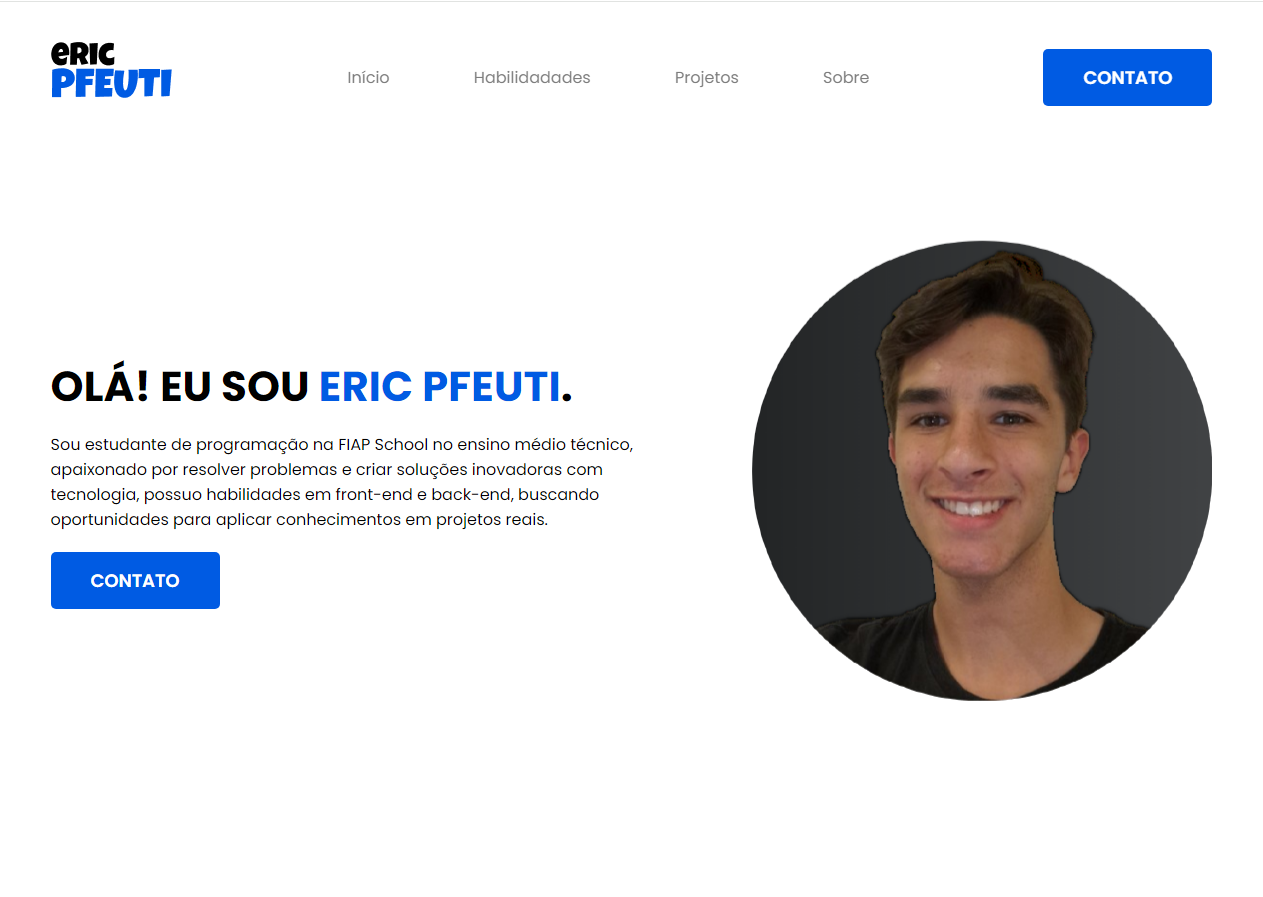 eRIC
PFEUTI
Início
Habilidadades
Projetos
Sobre
CONTATO
OLÁ! EU SOU ERIC PFEUTI.
Sou estudante de programação na FIAP School no ensino médio técnico,
apaixonado por resolver problemas e criar soluções inovadoras com
tecnologia, possuo habilidades em front-end e back-end, buscando
oportunidades para aplicar conhecimentos em projetos reais.
CONTATO